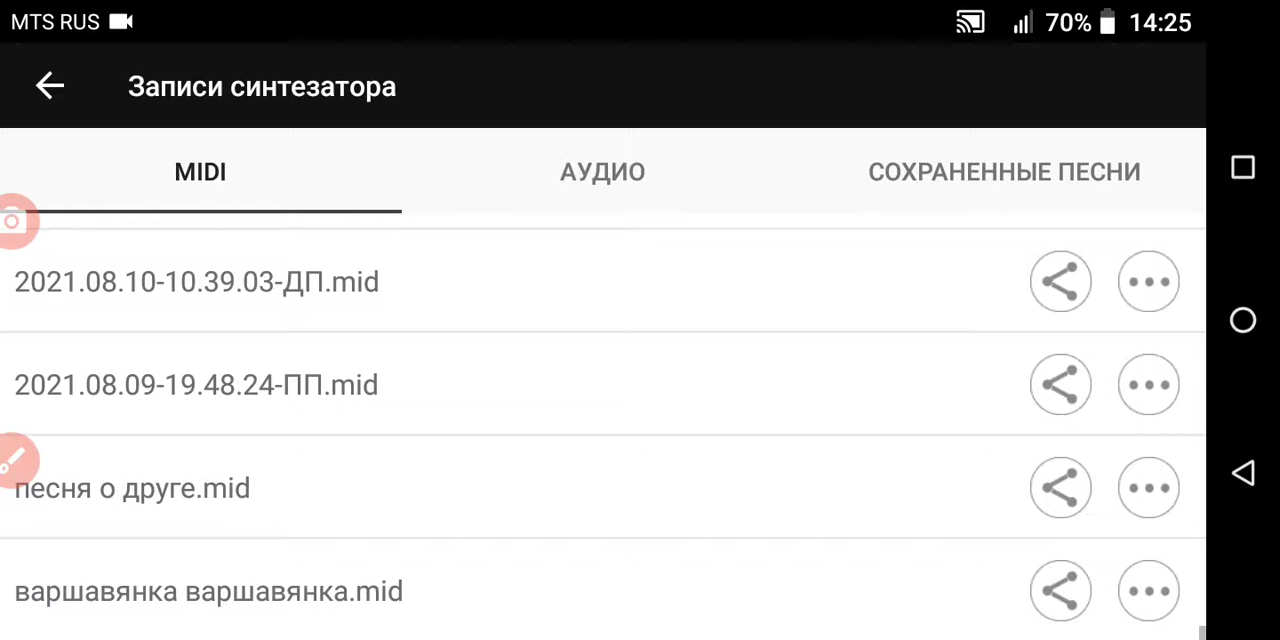 MTS RUS 70% 14:25
Записи синтезатора
MIDI АУДИО СОХРАНЕННЫЕ ПЕСНИ
2021.08.10-10.39.03-ДП.mid
2021.08.09-19.48.24-ПП.mid
песня о друге.mid
варшавянка варшавянка.mid